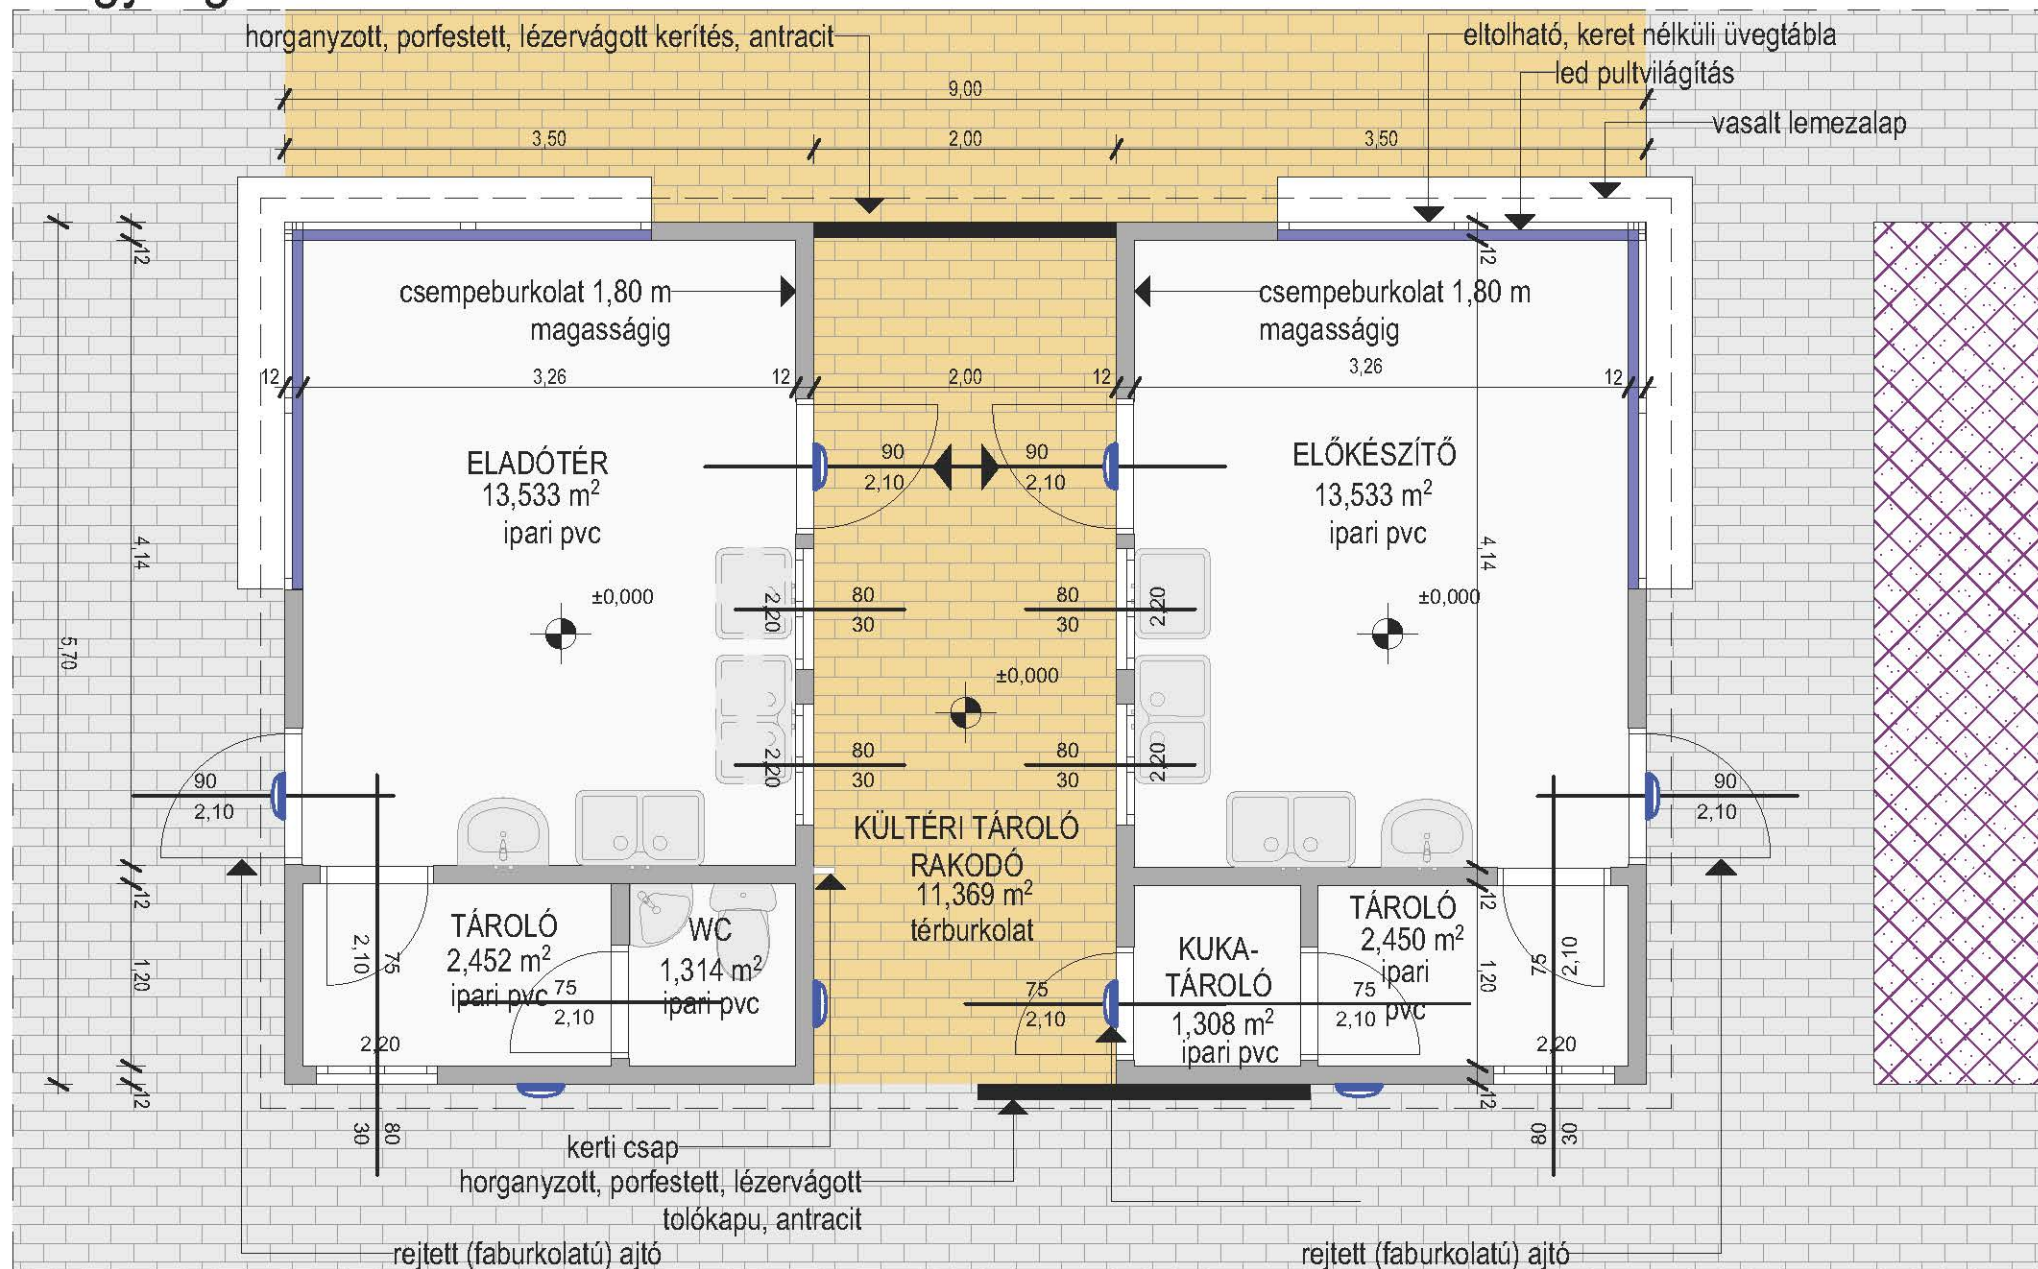 horganyzott, porfestett, lézervágott kerítés, antracit
eltolható, keret nélküli üvegtábla
led pultvilágítás
9,00
vasalt lemezalap
3,50
2,00
3,50
12
12
csempeburkolat 1,80 m
magasságig
csempeburkolat 1,80 m
magasságig
12
3,26
12
2,00
12
3,26
12
ELADÓTÉR
13,533 m²
ipari pvc
90
2,10
90
2,10
ELŐKÉSZÍTŐ
13,533 m²
ipari pvc
4,14
4,14
±0,000
2,20
80
30
80
30
2,20
±0,000
5,70
±0,000
2,20
80
30
80
30
2,20
90
2,10
90
2,10
KÜLTÉRI TÁROLÓ
RAKODÓ
11,369 m²
térburkolat
12
12
TÁROLÓ
2,452 m²
ipari pvc
WC
1,314 m²
ipari pvc
KUKA-
TÁROLÓ
1,308 m²
ipari pvc
TÁROLÓ
2,450 m²
ipari
pvc
2,10
75
1,20
75
2,10
75
2,10
75
2,10
1,20
75
2,10
2,20
2,20
12
12
30
80
80
30
kerti csap
horganyzott, porfestett, lézervágott
tolókapu, antracit
rejtett (faburkolatú) ajtó
rejtett (faburkolatú) ajtó